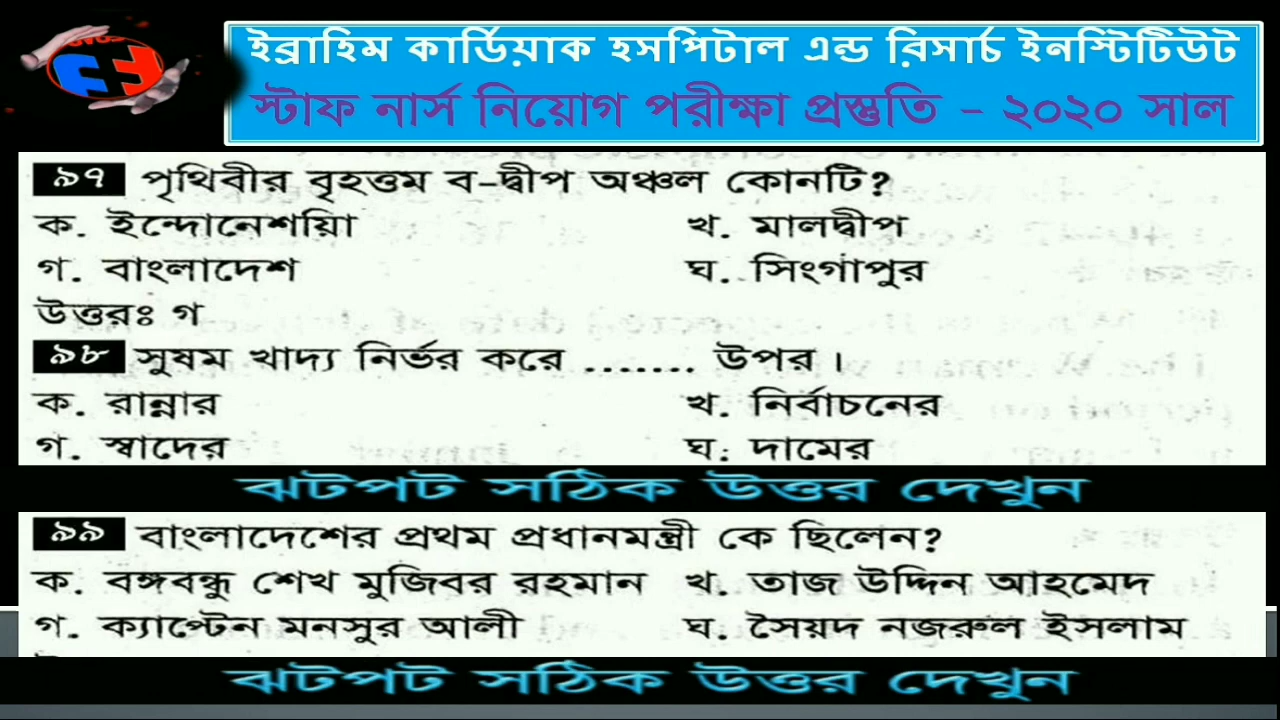 ইব্রাহিম কার্ডিয়াক হসপিটাল এন্ড রিসার্চ ইনস্টিটিউট
স্টাফ নার্স নিয়োগ পরীক্ষা প্রস্তুতি - ২০২০ সাল
৯৭ পৃথিবীর বৃহত্তম ব-দ্বীপ অঞ্চল কোনটি?
ক. ইন্দোনেশিয়া খ. মালদ্বীপ
গ. বাংলাদেশ ঘ. সিংগাপুর
উত্তরঃ গ
৯৮ সুষম খাদ্য নির্ভর করে ....... উপর।
ক. রান্নার খ. নির্বাচনের
গ. স্বাদের ঘ. দামের
ঝটপট সঠিক উত্তর দেখুন
৯৯ বাংলাদেশের প্রথম প্রধানমন্ত্রী কে ছিলেন?
ক. বঙ্গবন্ধু শেখ মুজিবর রহমান খ. তাজ উদ্দিন আহমেদ
গ. ক্যাপ্টেন মনসুর আলী ঘ. সৈয়দ নজরুল ইসলাম
ঝটপট সঠিক উত্তর দেখুন